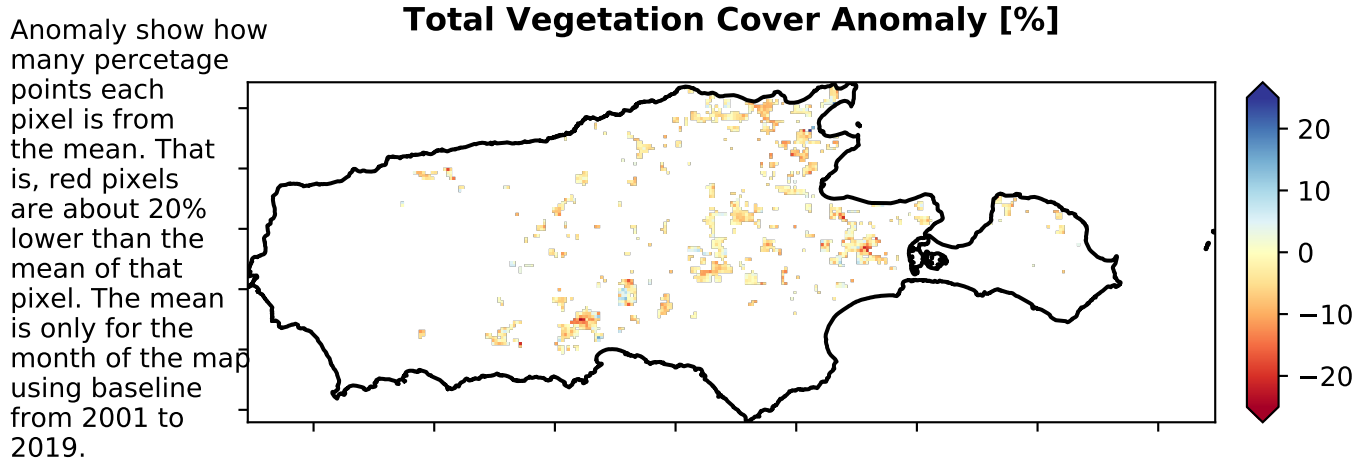 Total Vegetation Cover Anomaly [%]
Anomaly show how
many percetage
points each
pixel is from
the mean. That
is, red pixels
are about 20%
lower than the
mean of that
pixel. The mean
is only for the
month of the map
using baseline
from 2001 to
2019.
20
10
0
−10
−20